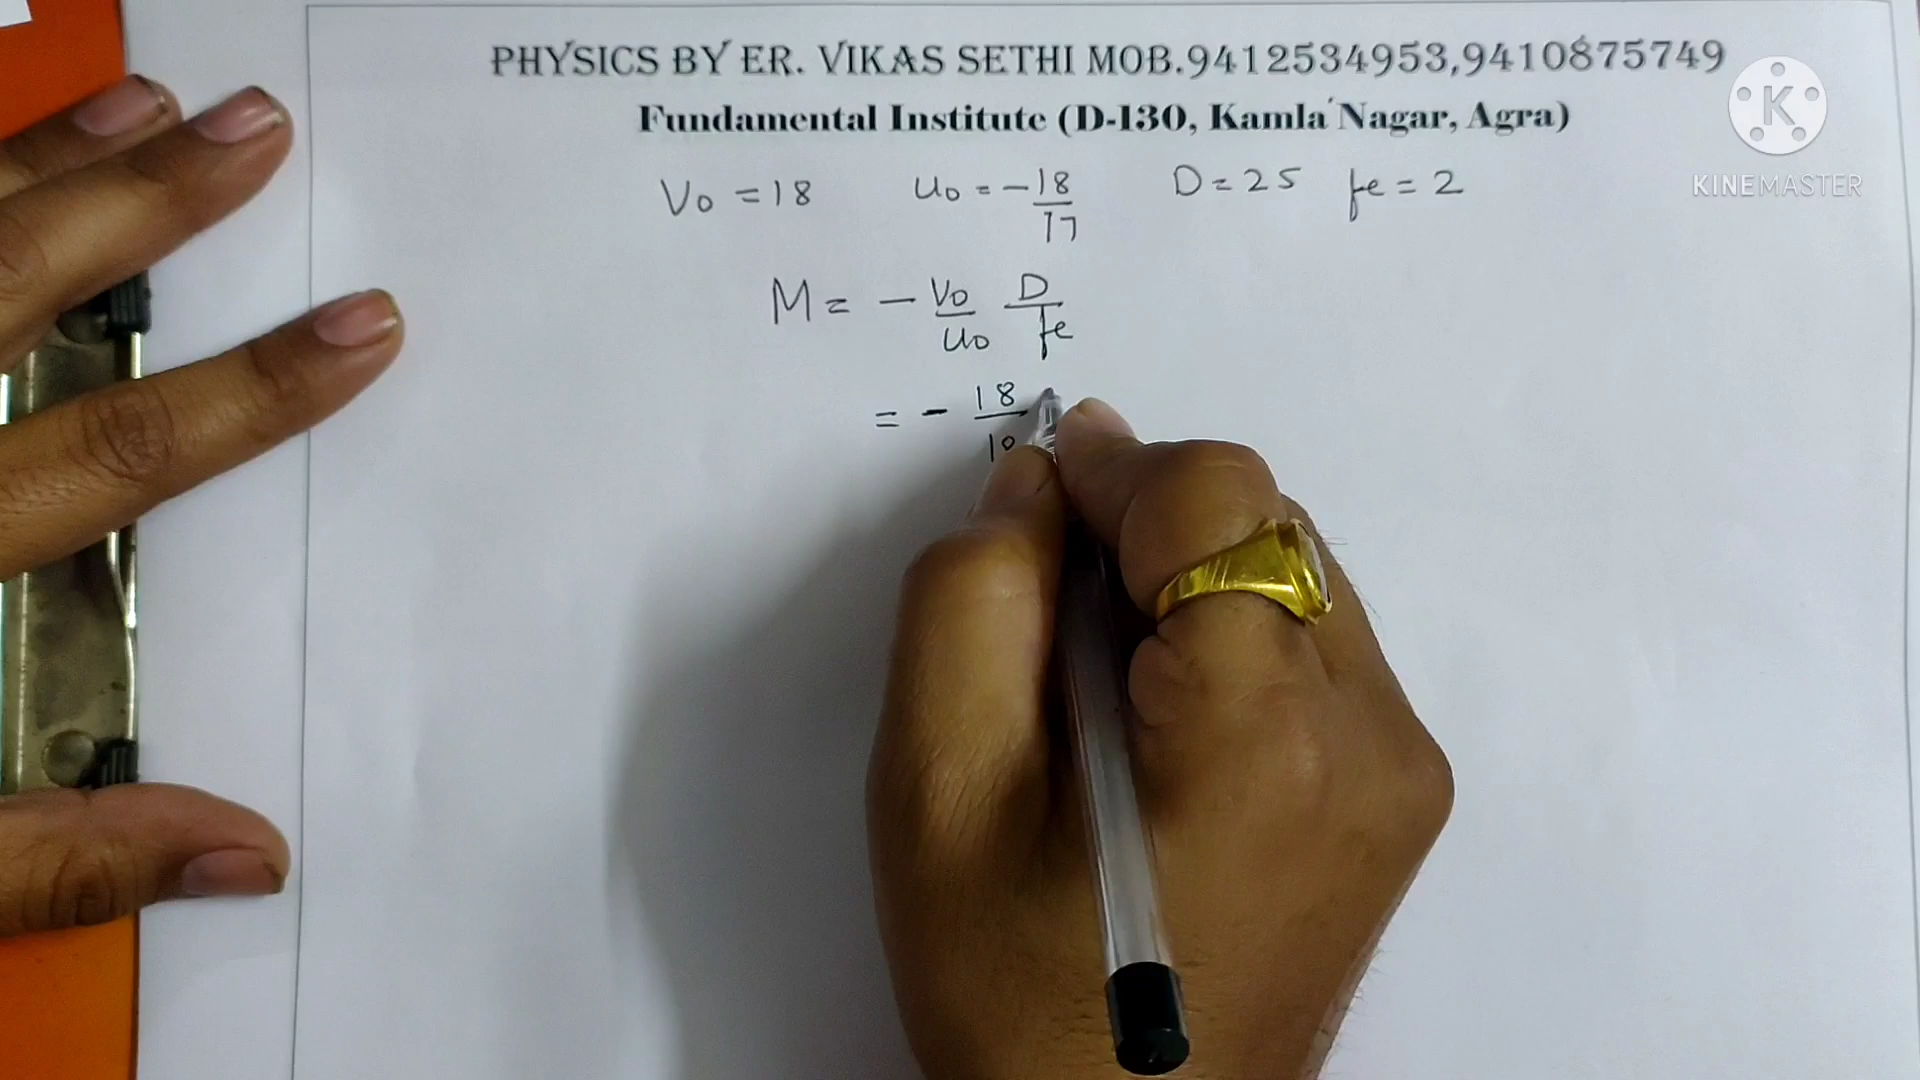 PHYSICS BY ER. VIKAS SETHI MOB.9412534953,9410875749
Fundamental Institute (D-130, Kamla Nagar, Agra)
K
KINEMASTER
Vo = 18 uo = -18/17 D = 25 fe = 2
M = - Vo/uo D/fe
= - 18/18